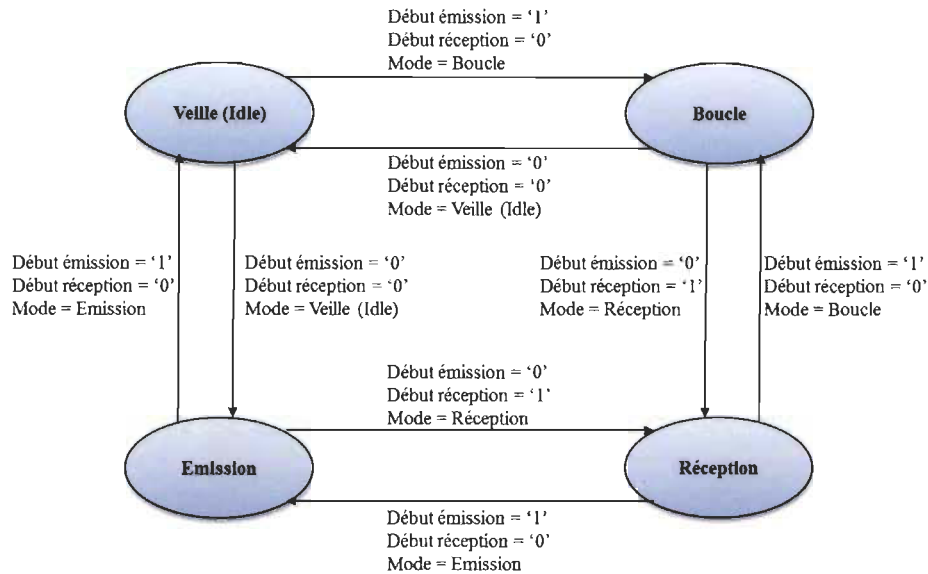 Début émission = ‘1’
Début réception = ‘0’
Mode = Boucle
Veille (Idle)
Boucle
Début émission = ‘0’
Début réception = ‘0’
Mode = Veille (Idle)
Début émission = ‘1’
Début réception = ‘0’
Mode = Emission
Début émission = ‘0’
Début réception = ‘0’
Mode = Veille (Idle)
Début émission = ‘0’
Début réception = ‘1’
Mode = Réception
Début émission = ‘1’
Début réception = ‘0’
Mode = Boucle
Début émission = ‘0’
Début réception = ‘1’
Mode = Réception
Emission
Réception
Début émission = ‘1’
Début réception = ‘0’
Mode = Emission